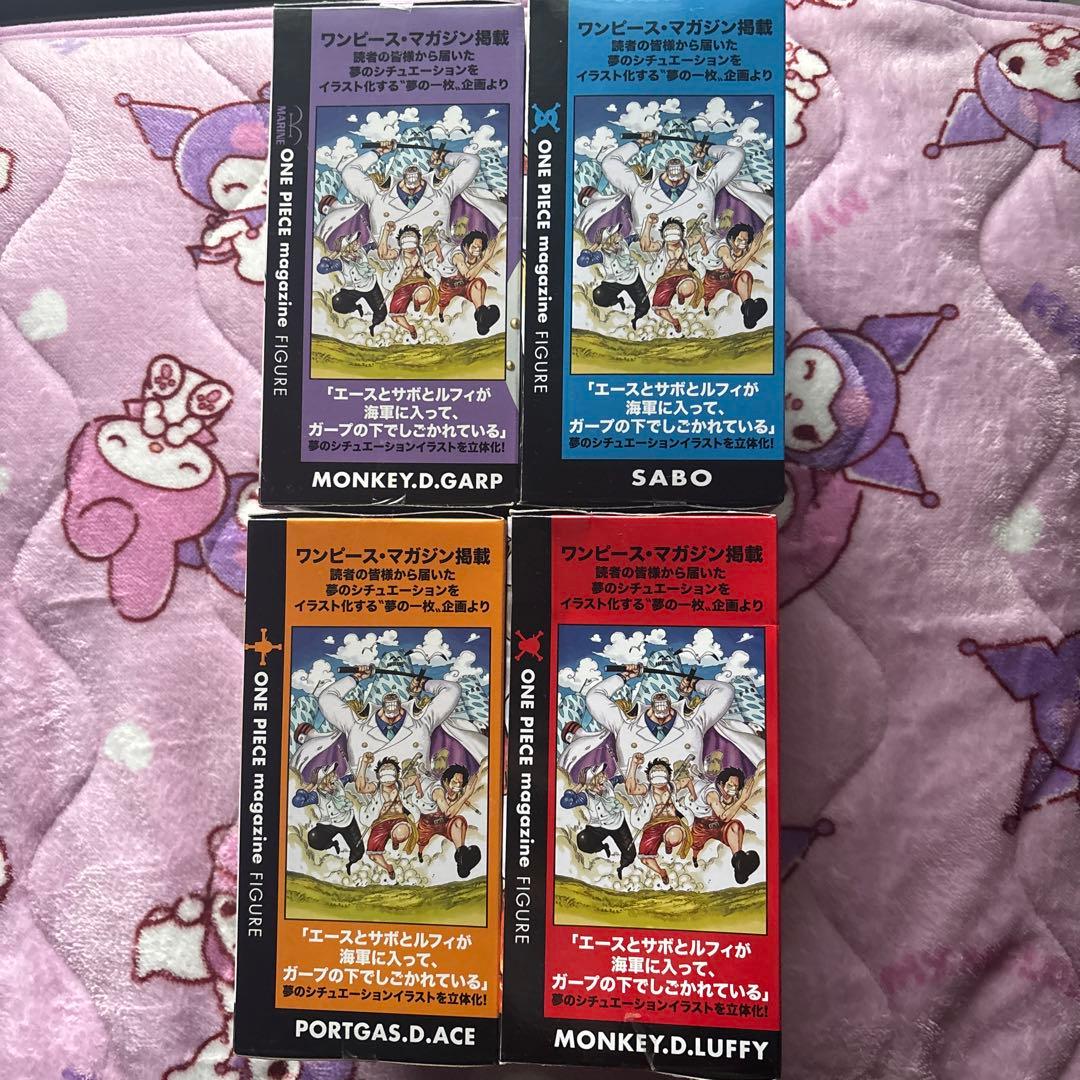 ワンピース・マガジン掲載
読者の皆様から届いた
夢のシチュエーションを
イラスト化する〝夢の一枚〟企画より
MARINE
ONE PIECE magazine FIGURE
「エースとサボとルフィが
海軍に入って、
ガープの下でしごかれている」
夢のシチュエーションイラストを立体化!
MONKEY.D.GARP
ワンピース・マガジン掲載
読者の皆様から届いた
夢のシチュエーションを
イラスト化する〝夢の一枚〟企画より
ONE PIECE magazine FIGURE
「エースとサボとルフィが
海軍に入って、
ガープの下でしごかれている」
夢のシチュエーションイラストを立体化!
SABO
ワンピース・マガジン掲載
読者の皆様から届いた
夢のシチュエーションを
イラスト化する〝夢の一枚〟企画より
ONE PIECE magazine FIGURE
「エースとサボとルフィが
海軍に入って、
ガープの下でしごかれている」
夢のシチュエーションイラストを立体化!
PORTGAS.D.ACE
ワンピース・マガジン掲載
読者の皆様から届いた
夢のシチュエーションを
イラスト化する〝夢の一枚〟企画より
ONE PIECE magazine FIGURE
「エースとサボとルフィが
海軍に入って、
ガープの下でしごかれている」
夢のシチュエーションイラストを立体化!
MONKEY.D.LUFFY